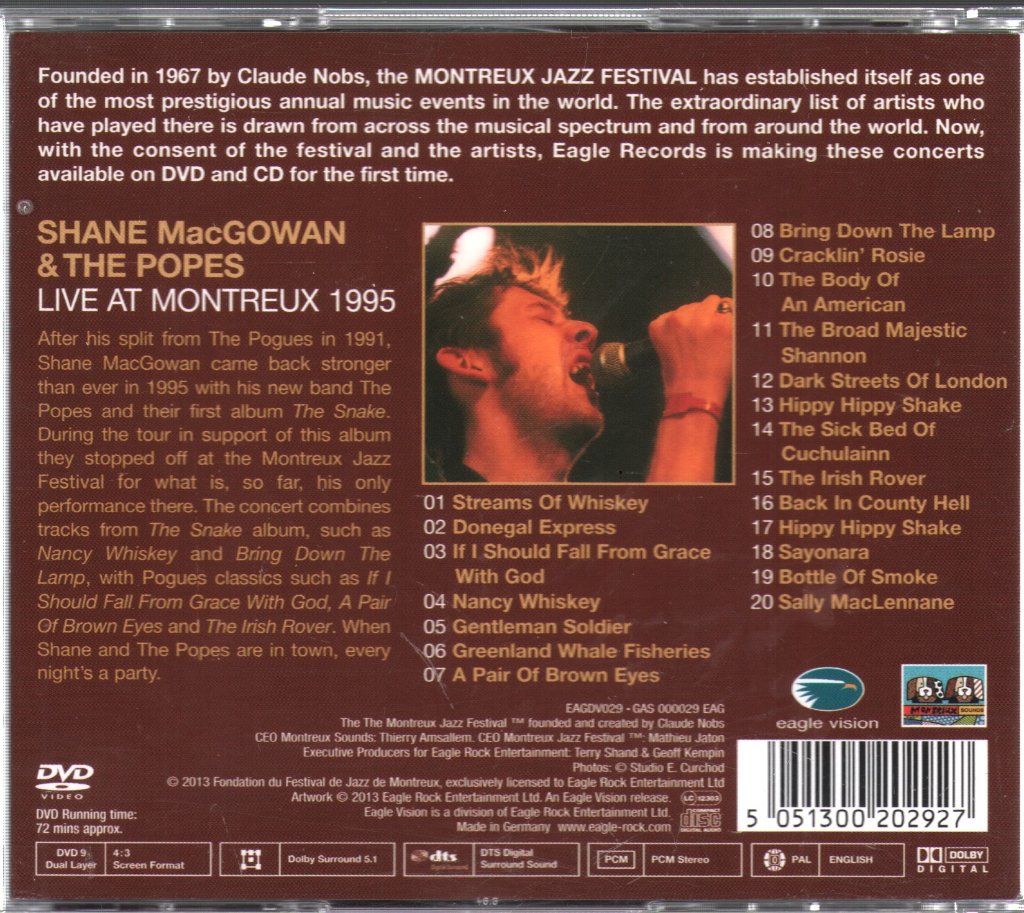 Founded in 1967 by Claude Nobs, the MONTREUX JAZZ FESTIVAL has established itself as one
of the most prestigious annual music events in the world. The extraordinary list of artists who
have played there is drawn from across the musical spectrum and from around the world. Now,
with the consent of the festival and the artists, Eagle Records is making these concerts
available on DVD and CD for the first time.
SHANE MacGOWAN
& THE POPES
LIVE AT MONTREUX 1995
After his split from The Pogues in 1991,
Shane MacGowan came back stronger
than ever in 1995 with his new band The
Popes and their first album The Snake.
During the tour in support of this album
they stopped off at the Montreux Jazz
Festival for what is, so far, his only
performance there. The concert combines
tracks from The Snake album, such as
Nancy Whiskey and Bring Down The
Lamp, with Pogues classics such as If I
Should Fall From Grace With God, A Pair
Of Brown Eyes and The Irish Rover. When
Shane and The Popes are in town, every
night's a party.
01 Streams Of Whiskey
02 Donegal Express
03 If I Should Fall From Grace
With God
04 Nancy Whiskey
05 Gentleman Soldier
06 Greenland Whale Fisheries
07 A Pair Of Brown Eyes
08 Bring Down The Lamp
09 Cracklin' Rosie
10 The Body Of
An American
11 The Broad Majestic
Shannon
12 Dark Streets Of London
13 Hippy Hippy Shake
14 The Sick Bed Of
Cuchulainn
15 The Irish Rover
16 Back In County Hell
17 Hippy Hippy Shake
18 Sayonara
19 Bottle Of Smoke
20 Sally MacLennane
eagle vision
MONTREUX SOUNDS
EAGDV029 - GAS 000029 EAG
The The Montreux Jazz Festival ™ founded and created by Claude Nobs
CEO Montreux Sounds: Thierry Amsallem. CEO Montreux Jazz Festival ™: Mathieu Jaton
Executive Producers for Eagle Rock Entertainment: Terry Shand & Geoff Kempin
Photos: © Studio E. Curchod
© 2013 Fondation du Festival de Jazz de Montreux, exclusively licensed to Eagle Rock Entertainment Ltd
Artwork © 2013 Eagle Rock Entertainment Ltd. An Eagle Vision release.
Eagle Vision is a division of Eagle Rock Entertainment Ltd.
Made in Germany www.eagle-rock.com
LC 12303
COMPACT
disc
DIGITAL AUDIO
5 051300 202927
DVD
VIDEO
DVD Running time:
72 mins approx.
DVD 9
Dual Layer
4:3
Screen Format
Dolby Surround 5.1
dts
DTS Digital
Surround Sound
PCM
PCM Stereo
PAL
ENGLISH
DOLBY
DIGITAL